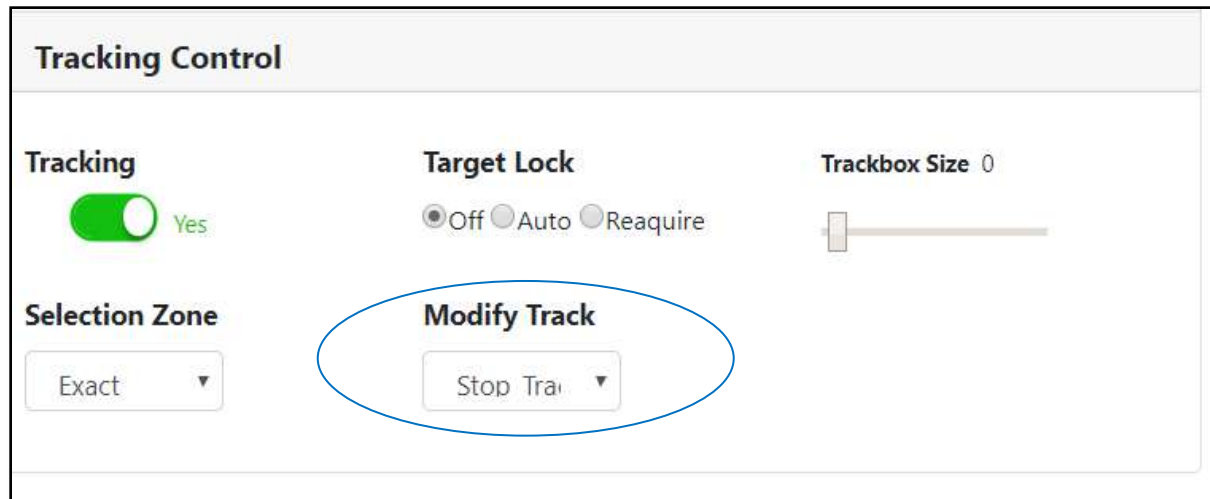 Tracking Control
Tracking
Target Lock
Trackbox Size 0
Yes
Off Auto Reaquire
Selection Zone
Modify Track
Exact
Stop